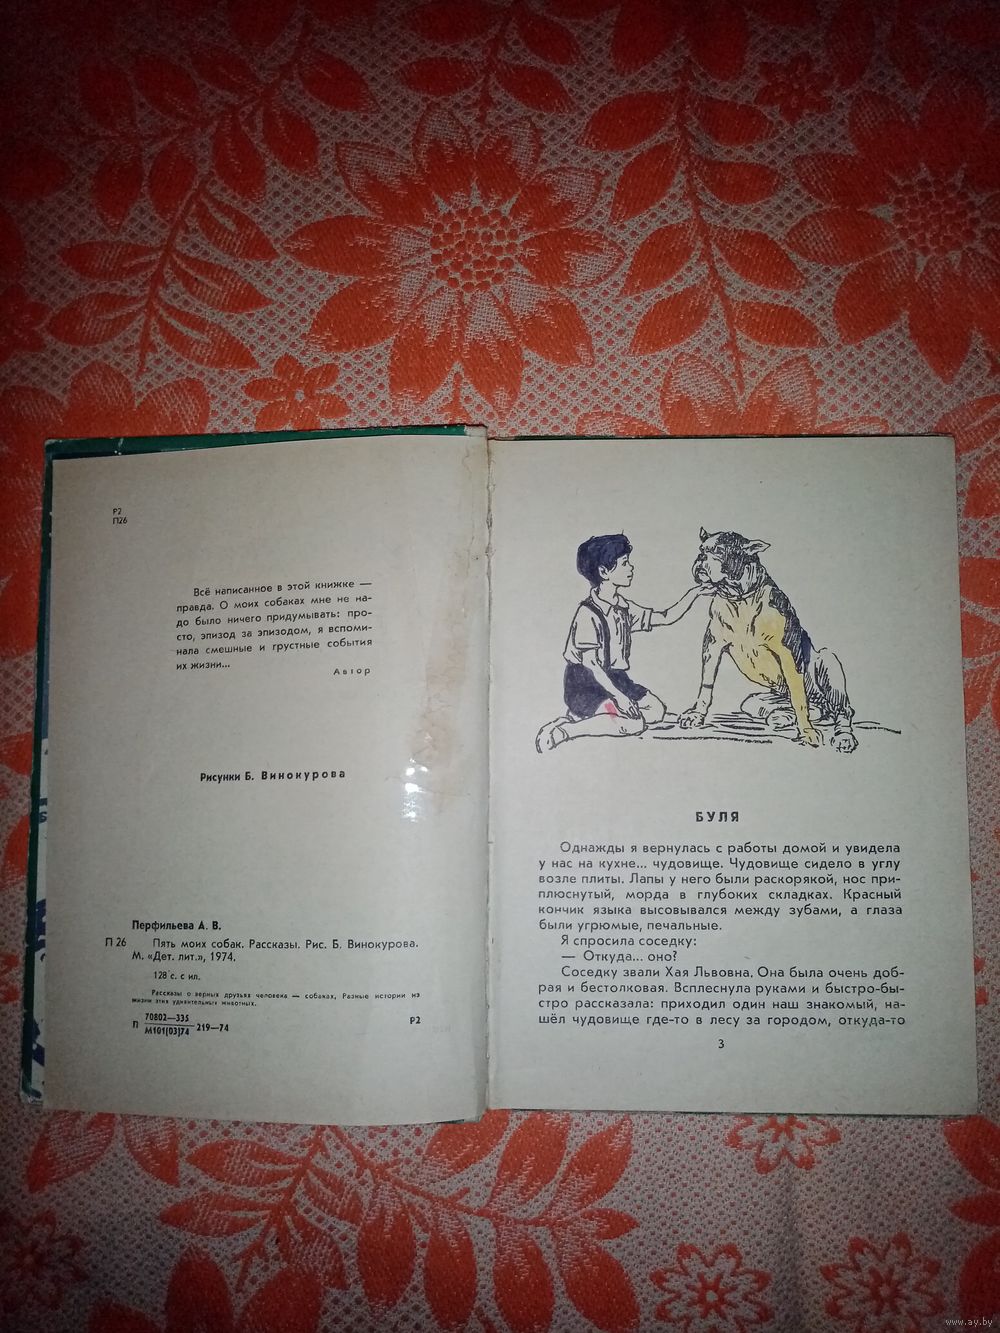 Р2
П26
Всё написанное в этой книжке —
правда. О моих собаках мне не на-
до было ничего придумывать: про-
сто, эпизод за эпизодом, я вспоми-
нала смешные и грустные события
их жизни...
Автор
Рисунки Б. Винокурова
Перфильева А. В.
П 26 Пять моих собак. Рассказы. Рис. Б. Винокурова.
М. «Дет. лит.», 1974.
128 с. с ил.
Рассказы о верных друзьях человека — собаках. Разные истории из
жизни этих удивительных животных.
П 70802—335
М101(03)74 219—74
Р2
БУЛЯ
Однажды я вернулась с работы домой и увидела
у нас на кухне... чудовище. Чудовище сидело в углу
возле плиты. Лапы у него были раскорякой, нос при-
плюснутый, морда в глубоких складках. Красный
кончик языка высовывался между зубами, а глаза
были угрюмые, печальные.
Я спросила соседку:
— Откуда... оно?
Соседку звали Хая Львовна. Она была очень доб-
рая и бестолковая. Всплеснула руками и быстро-бы-
стро рассказала: приходил один наш знакомый, на-
шёл чудовище где-то в лесу за городом, откуда-то
3
www.ay.by